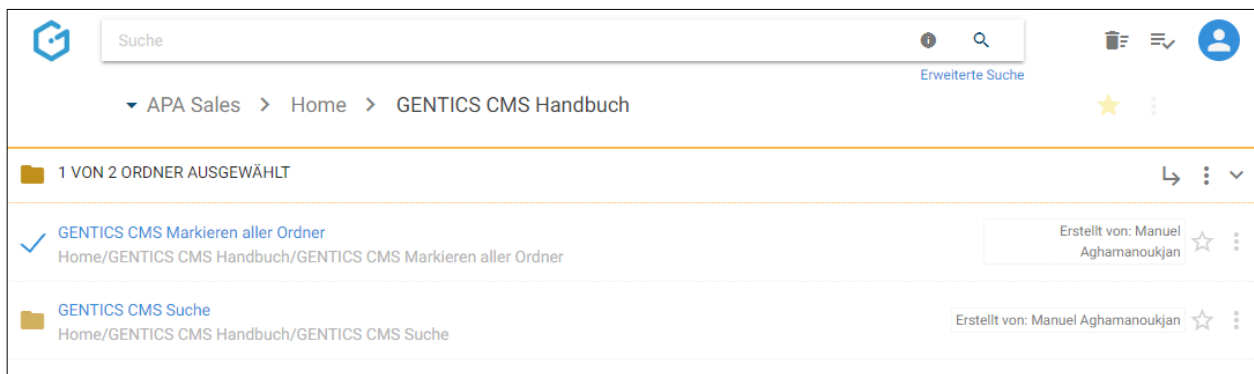 Suche
Erweiterte Suche
APA Sales > Home > GENTICS CMS Handbuch
1 VON 2 ORDNER AUSGEWÄHLT
GENTICS CMS Markieren aller Ordner
Home/GENTICS CMS Handbuch/GENTICS CMS Markieren aller Ordner
Erstellt von: Manuel
Aghamanoukjan
GENTICS CMS Suche
Home/GENTICS CMS Handbuch/GENTICS CMS Suche
Erstellt von: Manuel Aghamanoukjan